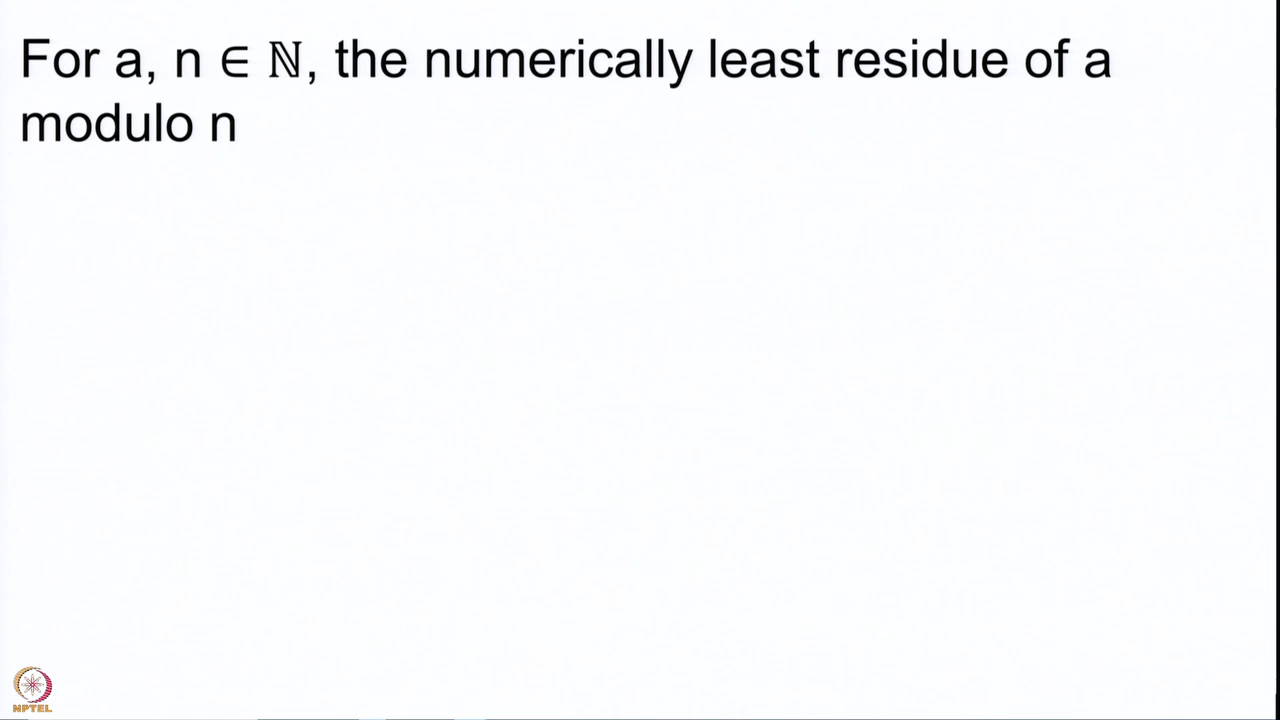 For a, n ∈ ℕ, the numerically least residue of a
modulo n
NPTEL